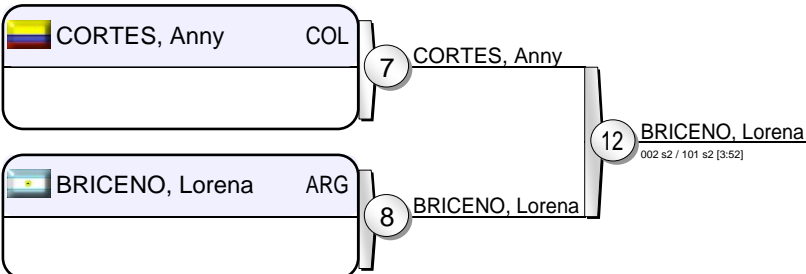 CORTES, Anny COL
7
CORTES, Anny
12
BRICENO, Lorena
002 s2 / 101 s2 [3:52]
BRICENO, Lorena ARG
8
BRICENO, Lorena